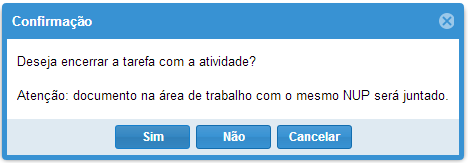 Confirmação
Deseja encerrar a tarefa com a atividade?
Atenção: documento na área de trabalho com o mesmo NUP será juntado.
Sim Não Cancelar